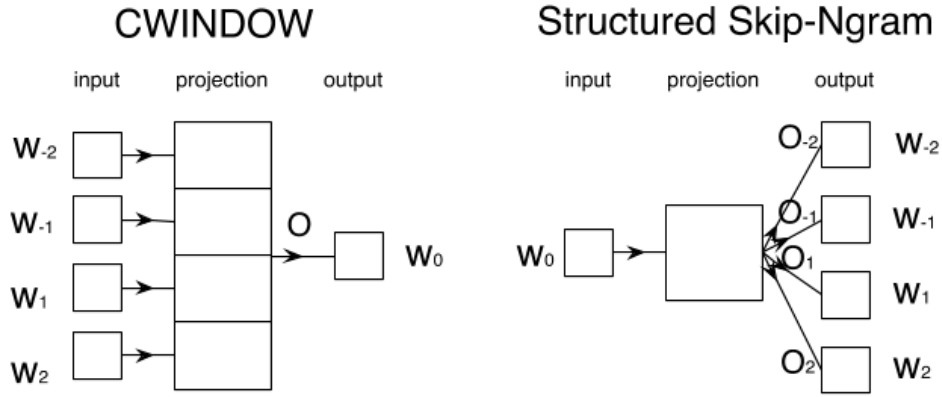 CWINDOW
input projection output
W-2
W-1
W1
W2
O
W0
Structured Skip-Ngram
input projection output
W0
O-2
O-1
O1
O2
W-2
W-1
W1
W2